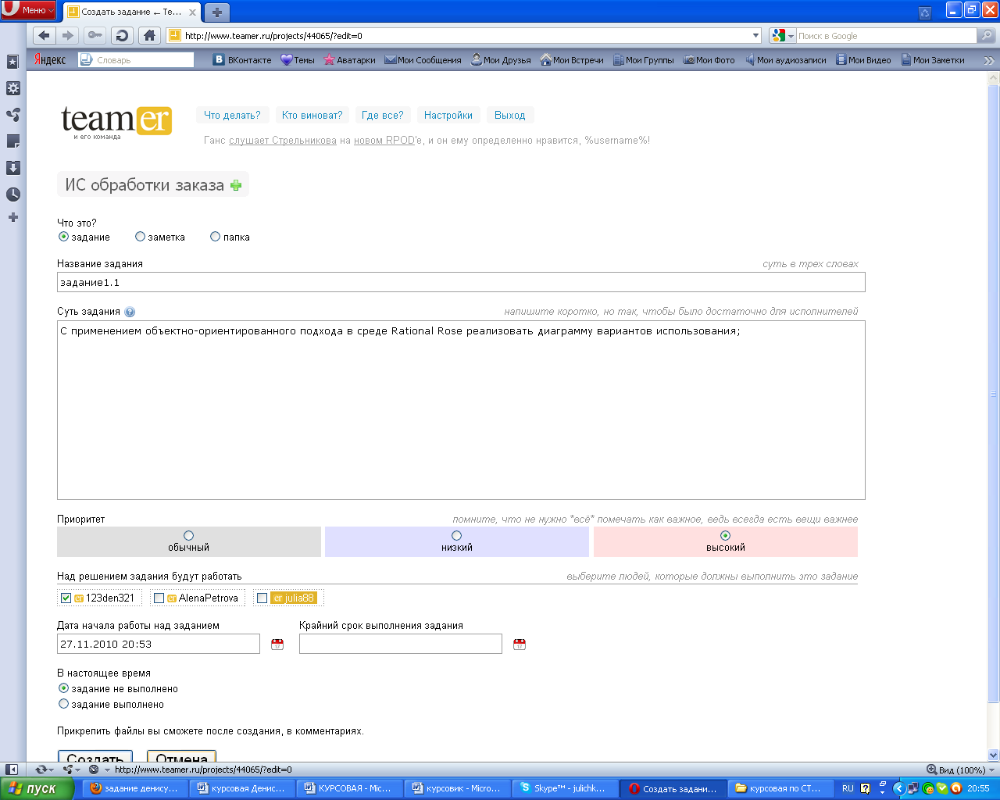 Меню
Создать задание ← Te...
http://www.teamer.ru/projects/44065/?edit=0
Поиск в Google
Яндекс
Словарь
ВКонтакте
Темы
Аватарки
Мои Сообщения
Мои Друзья
Мои Встречи
Мои Группы
Мои Фото
Мои аудиозаписи
Мои Видео
Мои Заметки
teamer
и его команда
Что делать?
Кто виноват?
Где все?
Настройки
Выход
Ганс слушает Стрельникова на новом RPOD'е, и он ему определенно нравится, %username%!
ИС обработки заказа
Что это?
задание
заметка
папка
Название задания
суть в трех словах
задание1.1
Суть задания
напишите коротко, но так, чтобы было достаточно для исполнителей
С применением объектно-ориентированного подхода в среде Rational Rose реализовать диаграмму вариантов использования;
Приоритет
помните, что не нужно *всё* помечать как важное, ведь всегда есть вещи важнее
обычный
низкий
высокий
Над решением задания будут работать
выберите людей, которые должны выполнить это задание
123den321
AlenaPetrova
julia88
Дата начала работы над заданием
Крайний срок выполнения задания
27.11.2010 20:53
17
17
В настоящее время
задание не выполнено
задание выполнено
Прикрепить файлы вы сможете после создания, в комментариях.
Создать
Отмена
http://www.teamer.ru/projects/44065/?edit=0
Вид (100%)
пуск
задание денису...
курсовая Денис...
КУРСОВАЯ - Mic...
курсовик - Micro...
Skype™ - julichk...
Создать задани...
курсовая по СТ...
RU
20:55